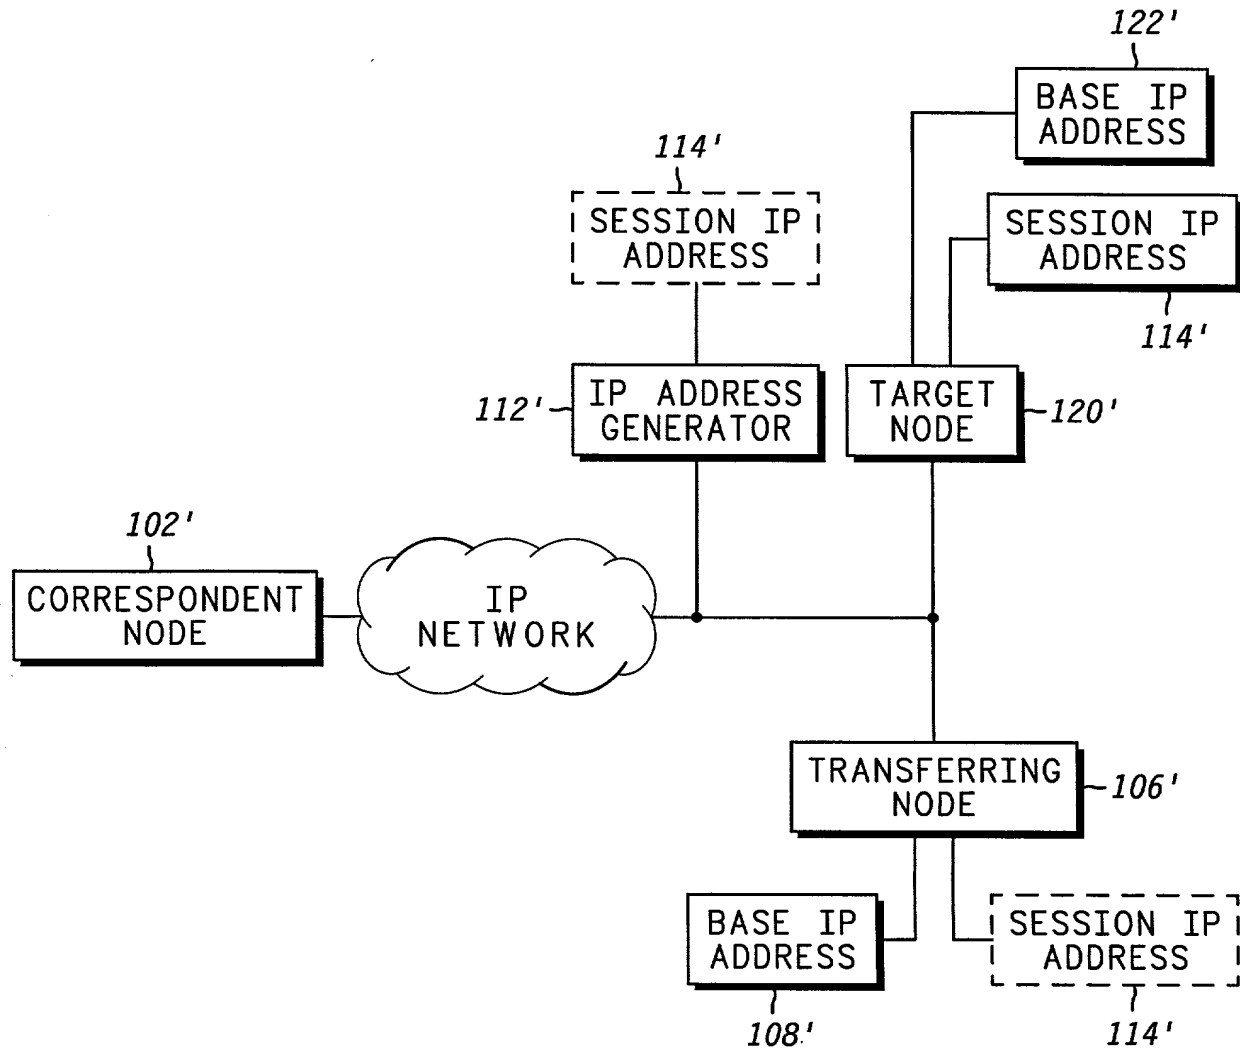 122'
BASE IP
ADDRESS
114'
SESSION IP
ADDRESS
SESSION IP
ADDRESS
114'
IP ADDRESS
GENERATOR
112'
TARGET
NODE
120'
102'
CORRESPONDENT
NODE
IP
NETWORK
TRANSFERRING
NODE
106'
BASE IP
ADDRESS
108'
SESSION IP
ADDRESS
114'